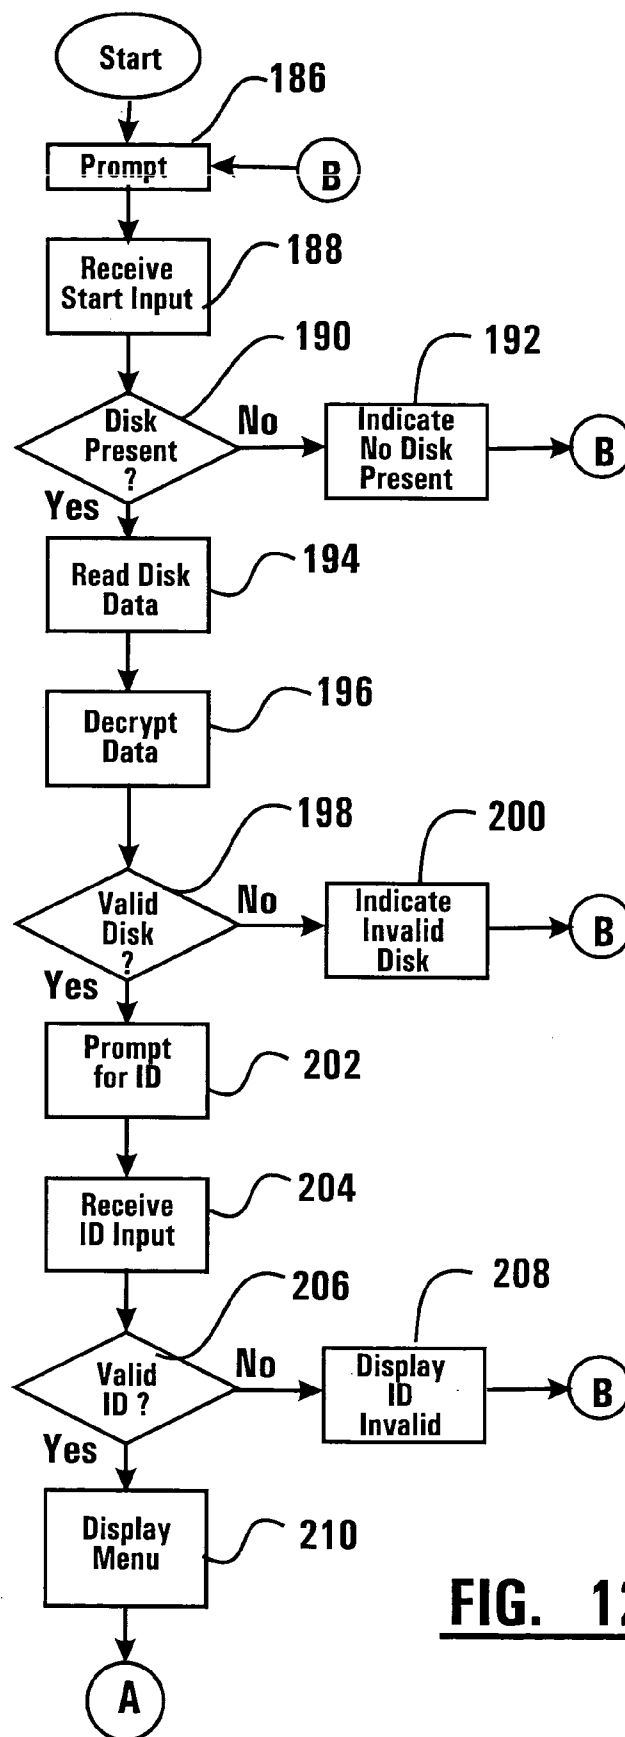 Start
186
Prompt
B
188
Receive
Start Input
190
192
Disk
Present
?
No
Indicate
No Disk
Present
B
Yes
194
Read Disk
Data
196
Decrypt
Data
198
200
Valid
Disk
?
No
Indicate
Invalid
Disk
B
Yes
Prompt
for ID
202
204
Receive
ID Input
206
208
Valid
ID ?
No
Display
ID
Invalid
B
Yes
Display
Menu
210
FIG. 12
A